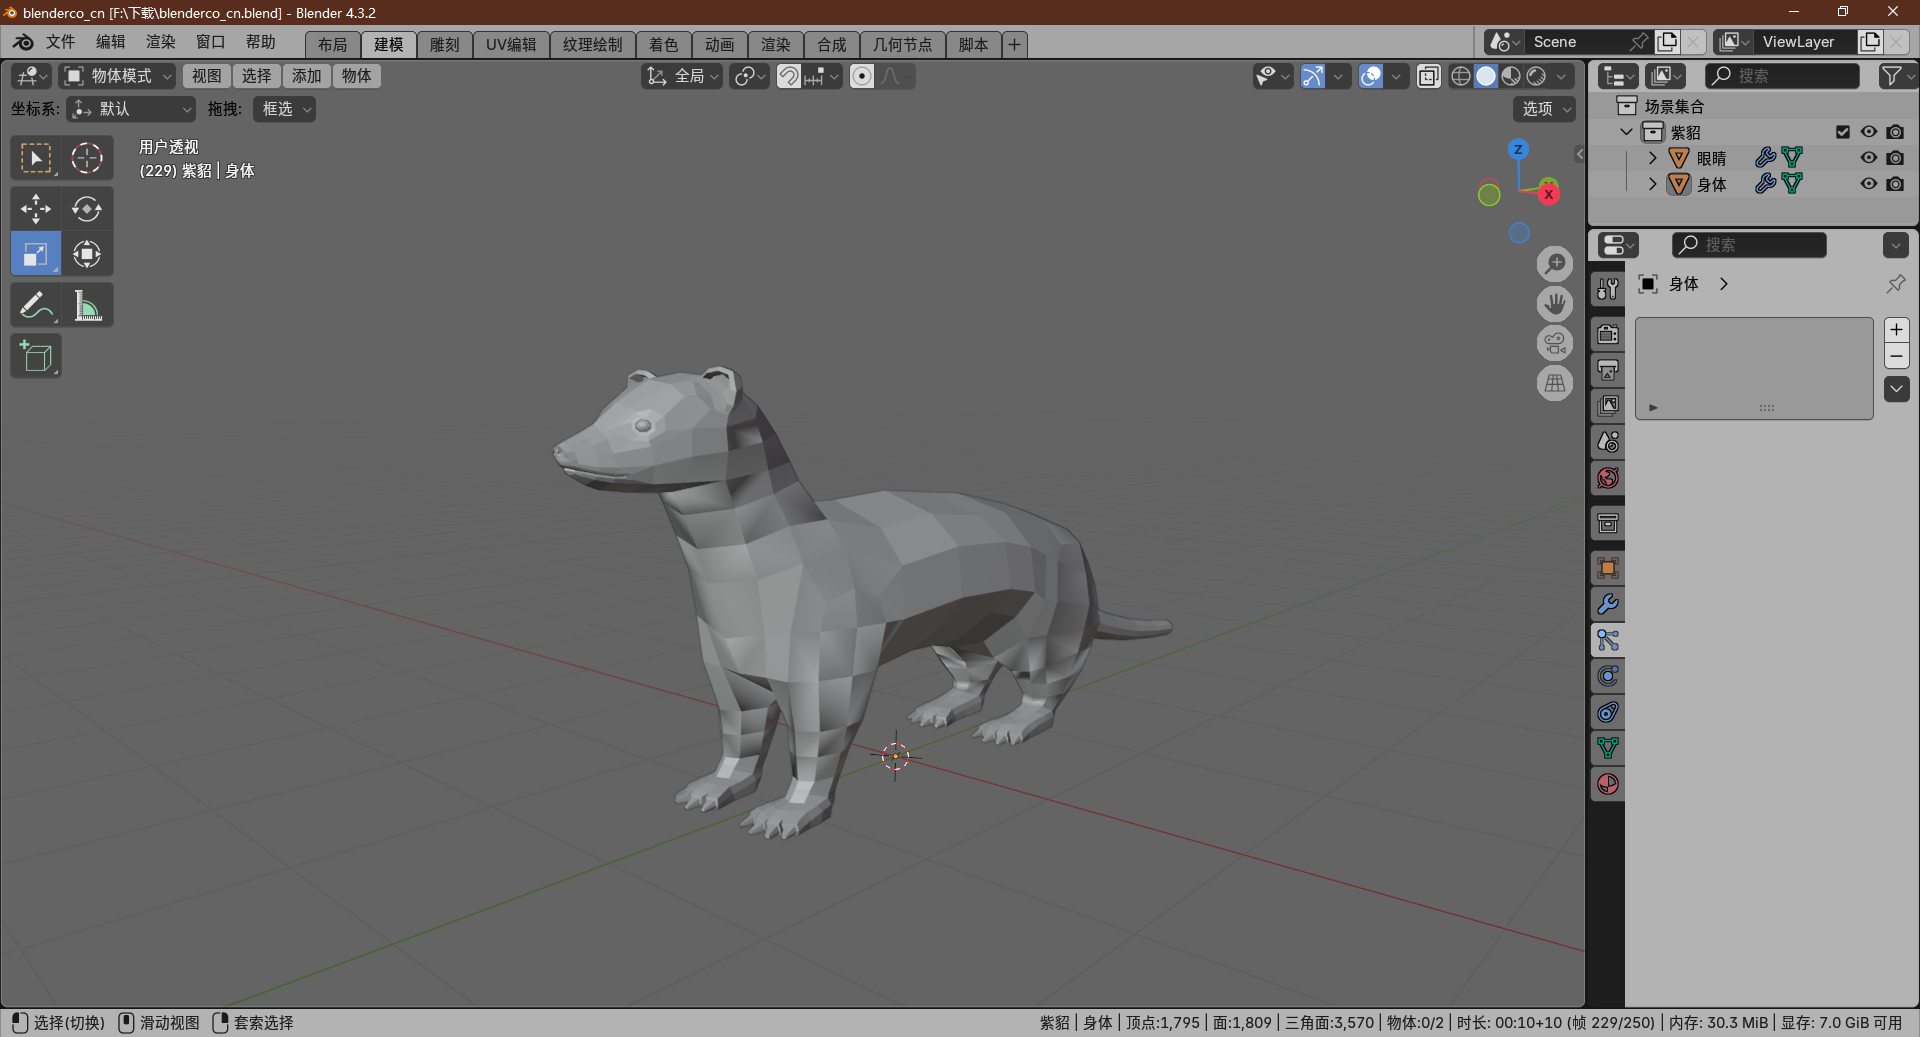 blenderco_cn [F:\下载\blenderco_cn.blend] - Blender 4.3.2
文件 编辑 渲染 窗口 帮助 布局 建模 雕刻 UV编辑 纹理绘制 着色 动画 渲染 合成 几何节点 脚本 + Scene ViewLayer
物体模式 视图 选择 添加 物体 全局 搜索
坐标系: 默认 拖拽: 框选 选项
场景集合
紫貂
眼睛
身体
用户透视
(229) 紫貂 | 身体
Z
X
搜索
身体
选择(切换) 滑动视图 套索选择 紫貂 | 身体 | 顶点:1,795 | 面:1,809 | 三角面:3,570 | 物体:0/2 | 时长: 00:10+10 (帧 229/250) | 内存: 30.3 MiB | 显存: 7.0 GiB 可用